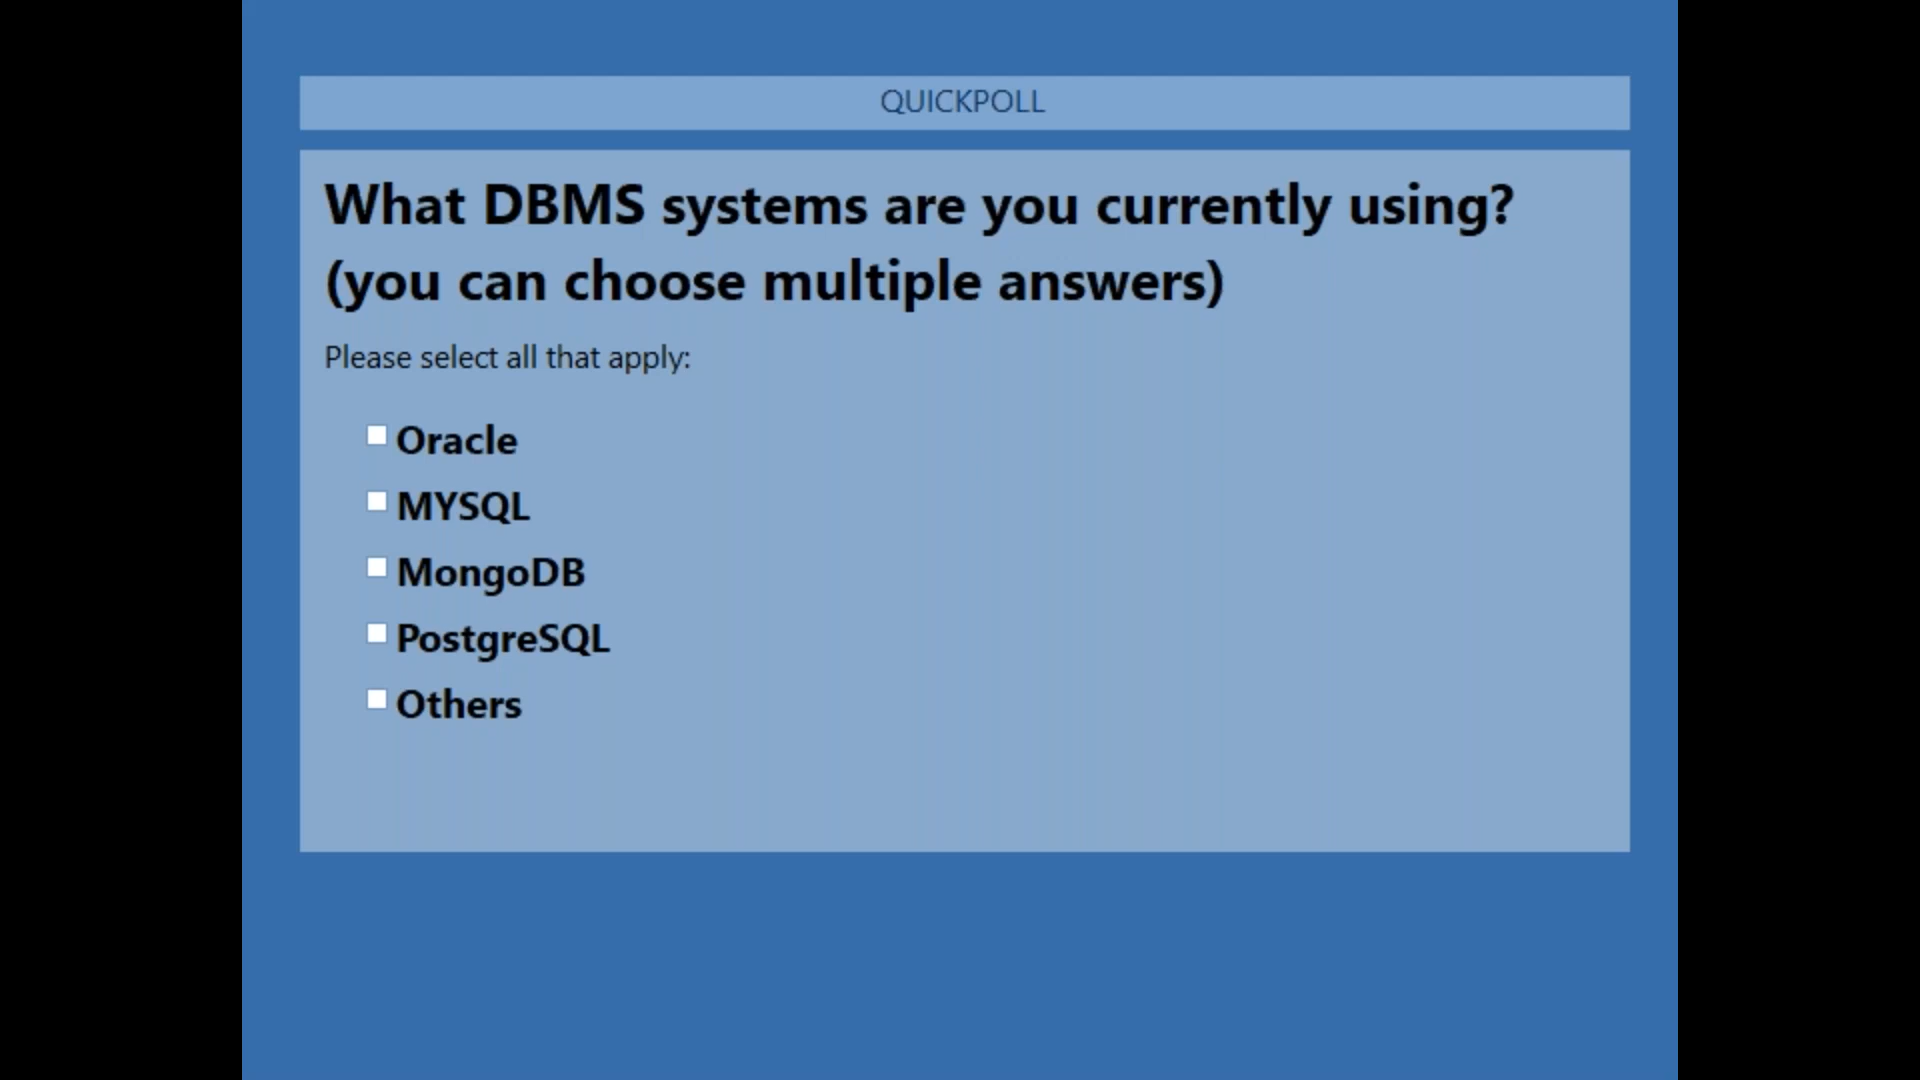 QUICKPOLL
What DBMS systems are you currently using?
(you can choose multiple answers)
Please select all that apply:
Oracle
MYSQL
MongoDB
PostgreSQL
Others